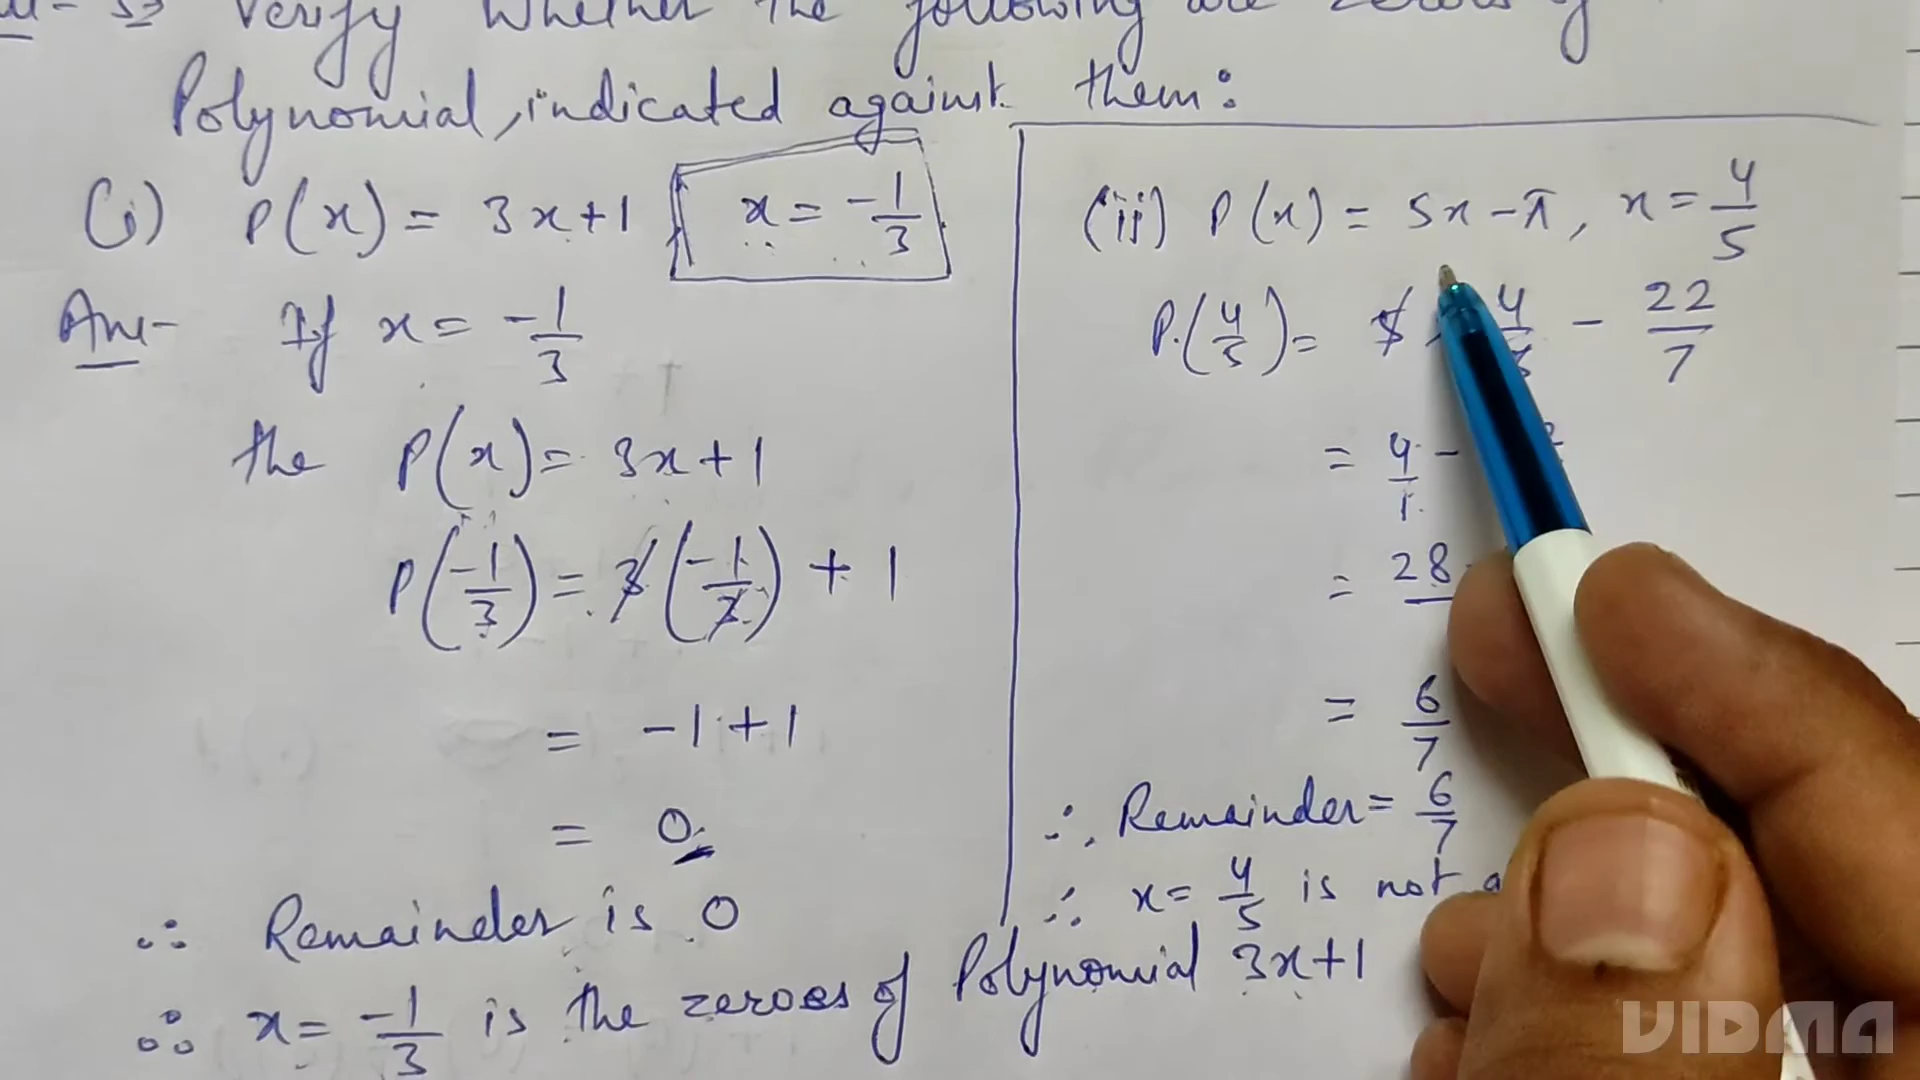 Verify whether the following are zeroes of
Polynomial, indicated against them:
(i) P(x) = 3x+1 x = -1/3
Ans- If x = -1/3
the P(x) = 3x+1
P(-1/3) = 3(-1/3) + 1
= -1+1
= 0
∴ Remainder is 0
∴ x = -1/3 is the zeroes of Polynomial 3x+1
(ii) P(x) = 5x-π, x = 4/5
P(4/5) = 5 4/5 - 22/7
= 4/1 -
= 28
= 6/7
∴ Remainder = 6/7
∴ x = 4/5 is not a
VIDMA